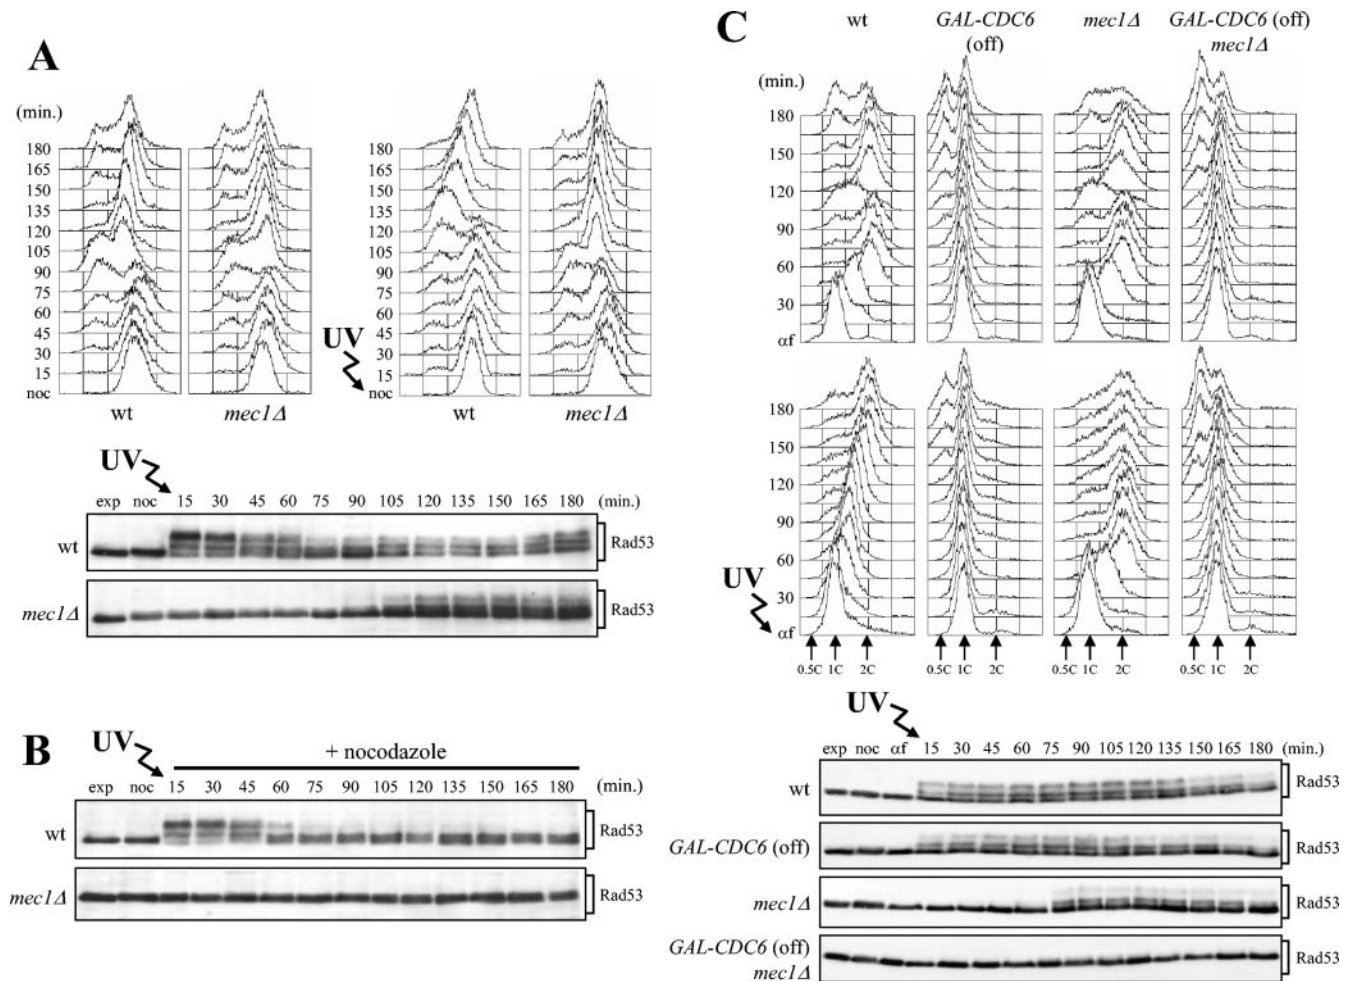 A
(min.)
180
165
150
135
120
105
90
75
60
45
30
15
noc
wt
mec1Δ
180
165
150
135
120
105
90
75
60
45
30
15
noc
UV
wt
mec1Δ
UV
exp noc 15 30 45 60 75 90 105 120 135 150 165 180 (min.)
wt
Rad53
mec1Δ
Rad53
B
UV
+ nocodazole
exp noc 15 30 45 60 75 90 105 120 135 150 165 180 (min.)
wt
Rad53
mec1Δ
Rad53
C
wt
GAL-CDC6
(off)
mec1Δ
GAL-CDC6 (off)
mec1Δ
(min.)
180
150
120
90
60
30
αf
180
150
90
60
30
αf
UV
0.5C 1C 2C
0.5C 1C 2C
0.5C 1C 2C
0.5C 1C 2C
UV
exp noc αf 15 30 45 60 75 90 105 120 135 150 165 180 (min.)
wt
Rad53
GAL-CDC6 (off)
Rad53
mec1Δ
Rad53
GAL-CDC6 (off)
mec1Δ
Rad53